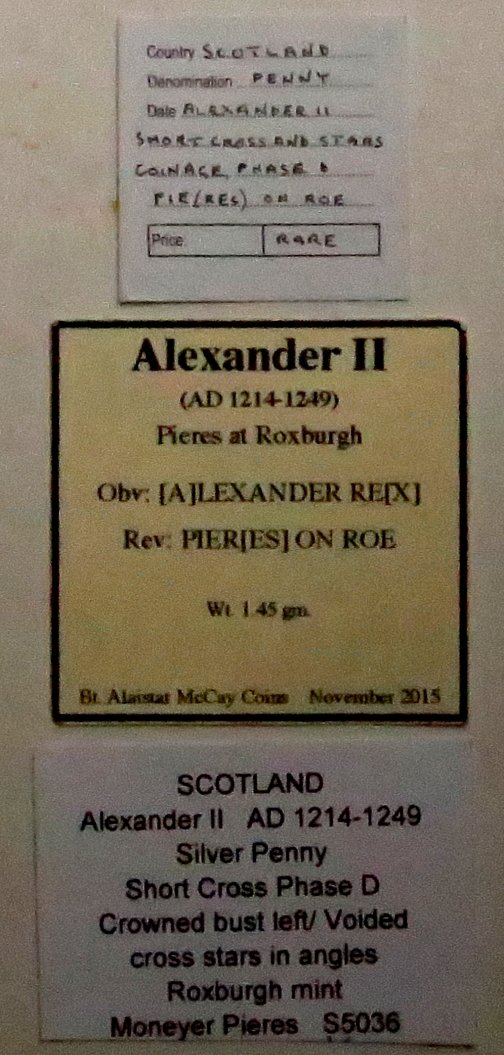 Country SCOTLAND
Denomination PENNY
Date ALEXANDER II
SHORT CROSS AND STARS
COINAGE, PHASE D
PIE(RES) ON ROE
Price RARE
Alexander II
(AD 1214-1249)
Pieres at Roxburgh
Obv: [A]LEXANDER RE[X]
Rev: PIER[ES] ON ROE
Wt. 1.45 gm.
Bt. Alaistar McCay Coins November 2015
SCOTLAND
Alexander II AD 1214-1249
Silver Penny
Short Cross Phase D
Crowned bust left/ Voided
cross stars in angles
Roxburgh mint
Moneyer Pieres S5036